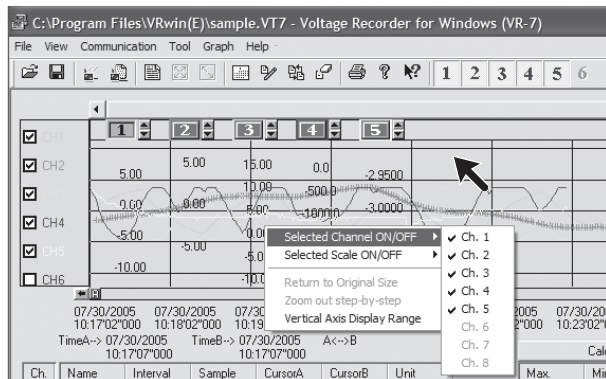 C:\Program Files\VRwin(E)\sample.VT7 - Voltage Recorder for Windows (VR-7)
File View Communication Tool Graph Help
1 2 3 4 5 6
1 2 3 4 5
CH1
CH2
CH4
CH5
CH6
5.00 5.00 15.00 0.0 -2.9500
0.00 0.00 10.00 -500.0 -3.0000
5.00
-5.00 -5.00 0.00
-10.00
Selected Channel ON/OFF
Selected Scale ON/OFF
Return to Original Size
Zoom out step-by-step
Vertical Axis Display Range
Ch. 1
Ch. 2
Ch. 3
Ch. 4
Ch. 5
Ch. 6
Ch. 7
Ch. 8
07/30/2005 07/30/2005
10:17'02"000 10:18'02"000 10:19 10:23'02"0
TimeA--> 07/30/2005 TimeB--> 07/30/2005 A<-->B
10:17'07"000 10:17'07"000
Ch. Name Interval Sample CursorA CursorB Unit Max.